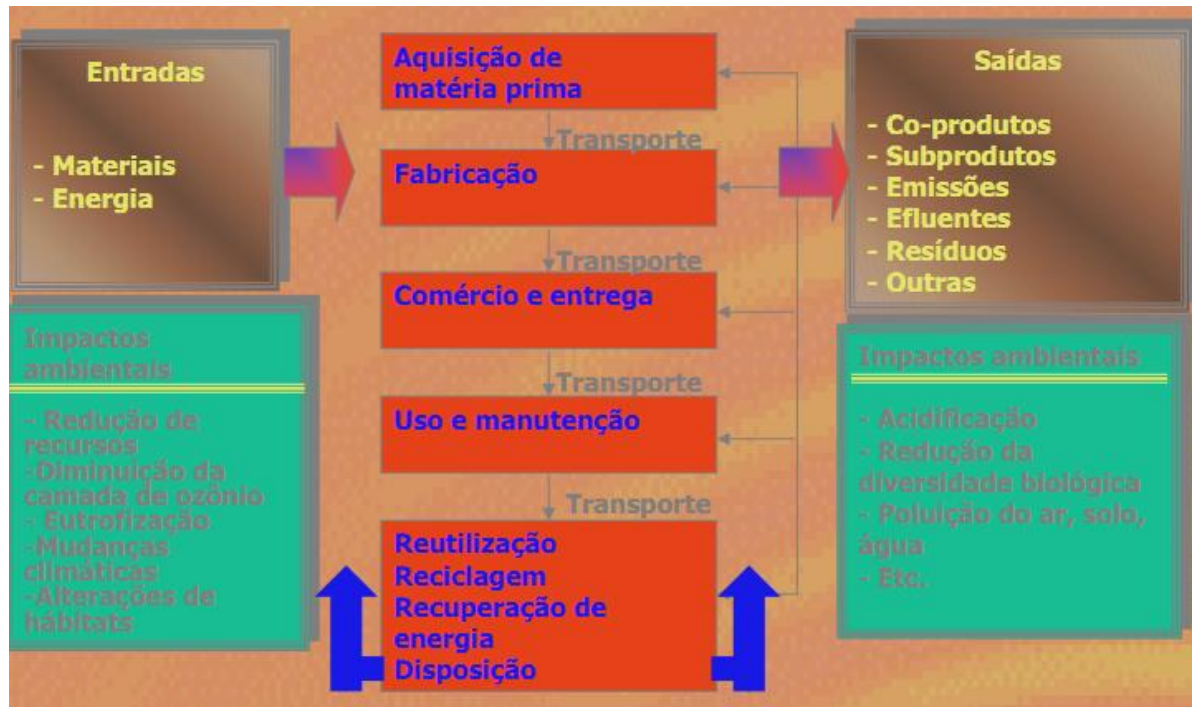 Entradas
- Materiais
- Energia
Impactos
ambientais
- Redução de
recursos
-Diminuição da
camada de ozônio
- Eutrofização
-Mudanças
climáticas
-Alterações de
hábitats
Aquisição de
matéria prima
Transporte
Fabricação
Transporte
Comércio e entrega
Transporte
Uso e manutenção
Transporte
Reutilização
Reciclagem
Recuperação de
energia
Disposição
Saídas
- Co-produtos
- Subprodutos
- Emissões
- Efluentes
- Resíduos
- Outras
Impactos ambientais
- Acidificação
- Redução da
diversidade biológica
- Poluição do ar, solo,
água
- Etc.